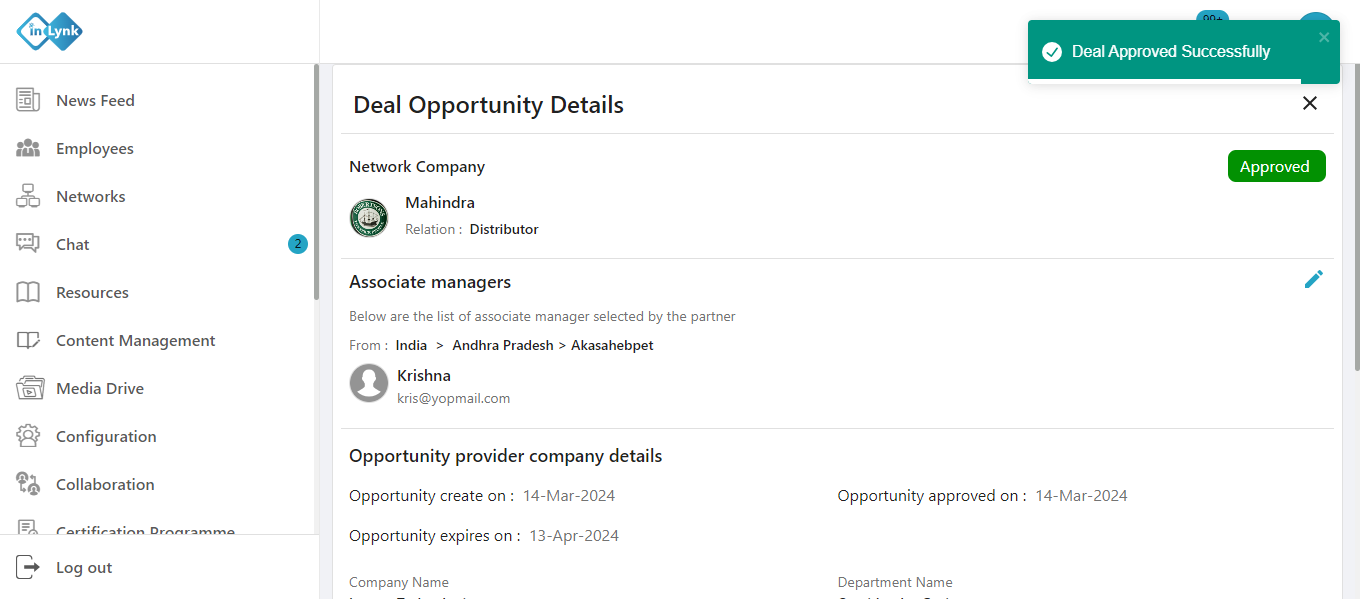 inLynk
99+
Deal Approved Successfully
News Feed
Employees
Networks
Chat
2
Resources
Content Management
Media Drive
Configuration
Collaboration
Certification Programme
Log out
Deal Opportunity Details
Network Company
Approved
Mahindra
Relation : Distributor
Associate managers
Below are the list of associate manager selected by the partner
From : India > Andhra Pradesh > Akasahebpet
Krishna
kris@yopmail.com
Opportunity provider company details
Opportunity create on : 14-Mar-2024
Opportunity approved on : 14-Mar-2024
Opportunity expires on : 13-Apr-2024
Company Name
Department Name